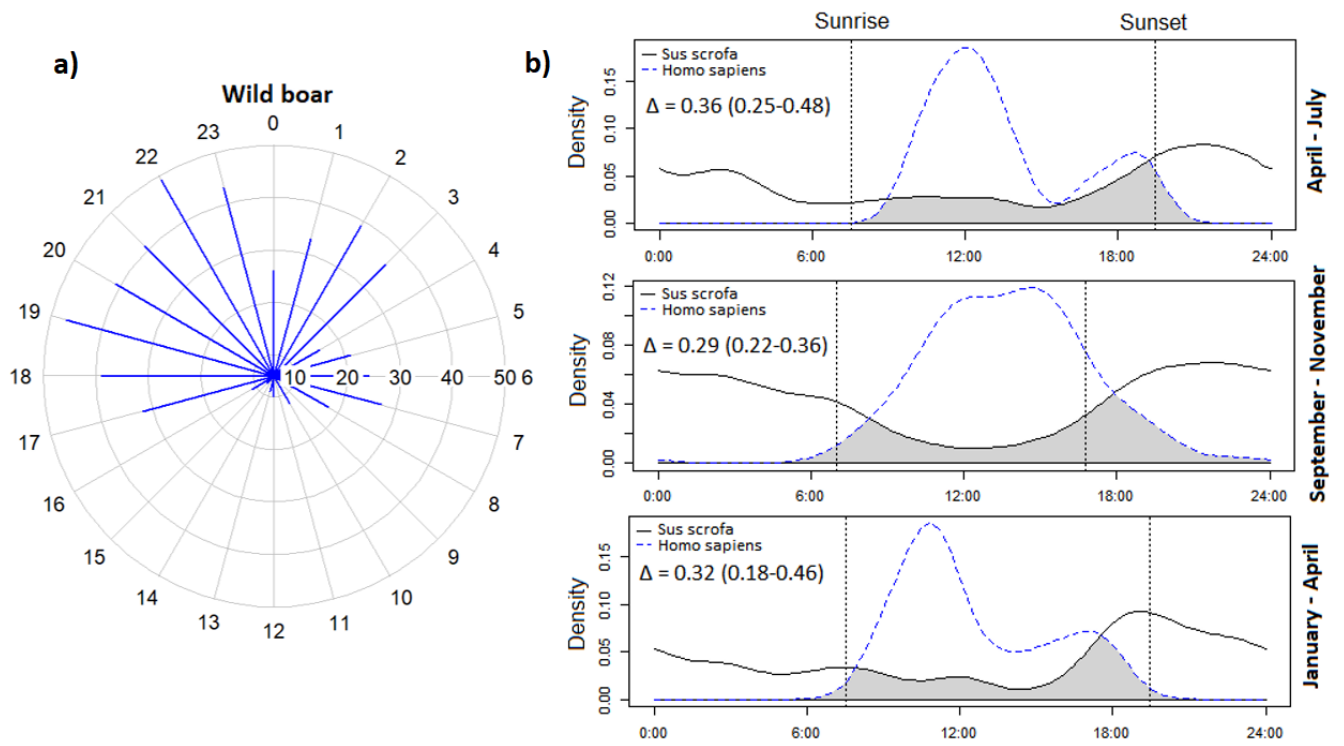 a)
Wild boar
0
1
2
3
4
5
6
7
8
9
10
11
12
13
14
15
16
17
18
19
20
21
22
23
10 20 30 40 50
b)
Sunrise Sunset
Sus scrofa
Homo sapiens
Δ = 0.36 (0.25-0.48)
Density
0.00 0.05 0.10 0.15
0:00 6:00 12:00 18:00 24:00
April - July
Sus scrofa
Homo sapiens
Δ = 0.29 (0.22-0.36)
Density
0.00 0.04 0.08 0.12
0:00 6:00 12:00 18:00 24:00
September - November
Sus scrofa
Homo sapiens
Δ = 0.32 (0.18-0.46)
Density
0.00 0.05 0.10 0.15
0:00 6:00 12:00 18:00 24:00
January - April